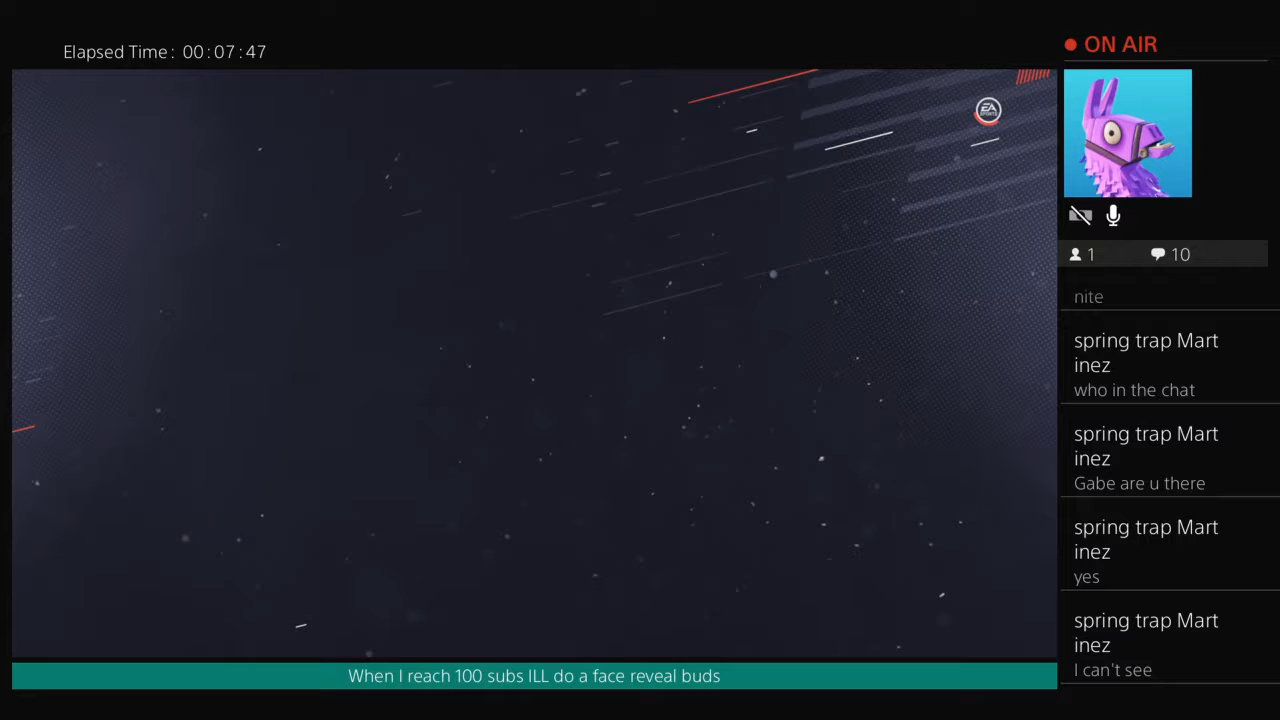 Elapsed Time: 00:07:47
ON AIR
EA
SPORTS
1 10
nite
spring trap Mart
inez
who in the chat
spring trap Mart
inez
Gabe are u there
spring trap Mart
inez
yes
spring trap Mart
inez
I can't see
When I reach 100 subs ILL do a face reveal buds